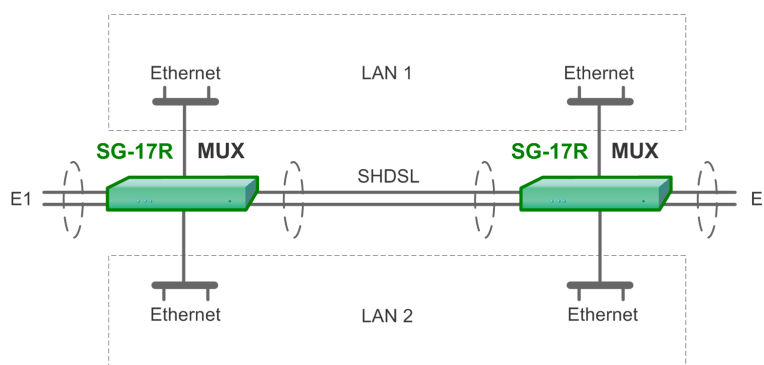 Ethernet
LAN 1
Ethernet
SG-17R MUX
SG-17R MUX
E1
SHDSL
E
Ethernet
LAN 2
Ethernet